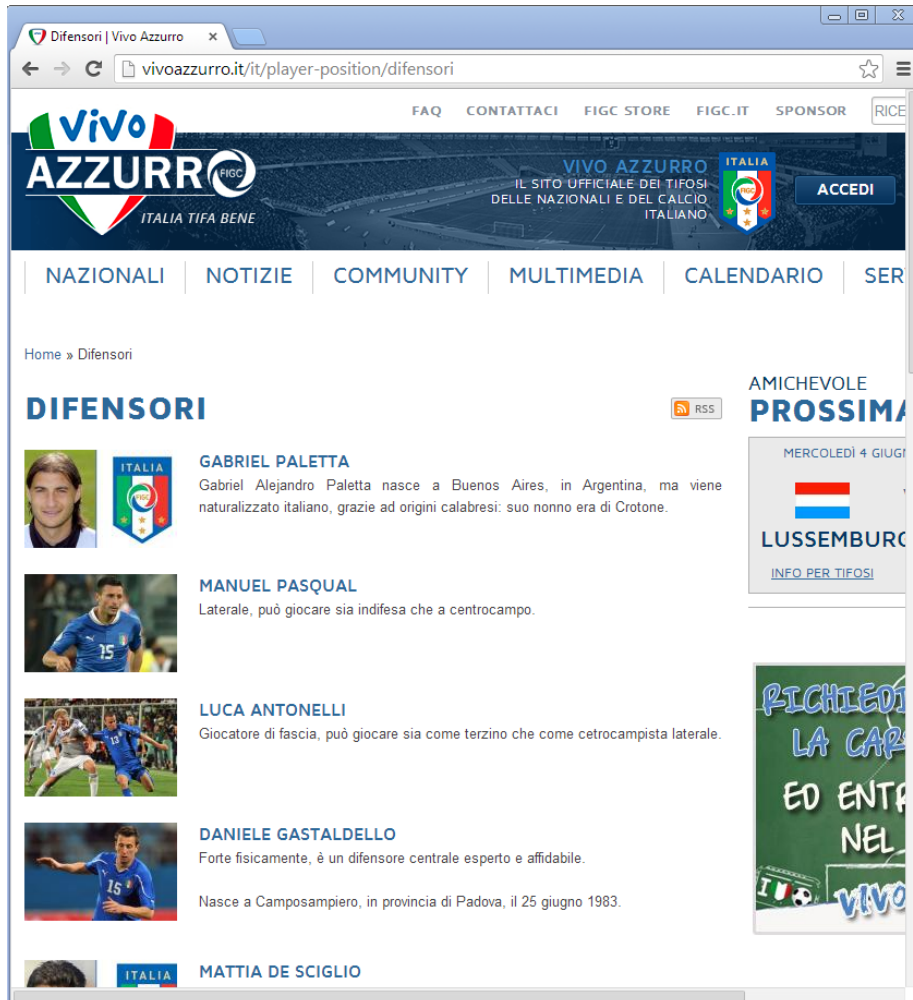 Difensori | Vivo Azzurro
vivoazzurro.it/it/player-position/difensori
FAQ CONTATTACI FIGC STORE FIGC.IT SPONSOR RICE
ViVo
AZZURRO
FIGC
ITALIA TIFA BENE
VIVO AZZURRO
IL SITO UFFICIALE DEI TIFOSI
DELLE NAZIONALI E DEL CALCIO
ITALIANO
ITALIA
FIGC
ACCEDI
NAZIONALI NOTIZIE COMMUNITY MULTIMEDIA CALENDARIO SER
Home » Difensori
DIFENSORI
RSS
ITALIA
FIGC
GABRIEL PALETTA
Gabriel Alejandro Paletta nasce a Buenos Aires, in Argentina, ma viene
naturalizzato italiano, grazie ad origini calabresi: suo nonno era di Crotone.
15
MANUEL PASQUAL
Laterale, può giocare sia indifesa che a centrocampo.
13
LUCA ANTONELLI
Giocatore di fascia, può giocare sia come terzino che come cetrocampista laterale.
15
DANIELE GASTALDELLO
Forte fisicamente, è un difensore centrale esperto e affidabile.
Nasce a Camposampiero, in provincia di Padova, il 25 giugno 1983.
ITALIA
MATTIA DE SCIGLIO
AMICHEVOLE
PROSSIMA
MERCOLEDÌ 4 GIUGN
LUSSEMBURG
INFO PER TIFOSI
RICHIEDI
LA CAR
ED ENTR
NEL
VIVO